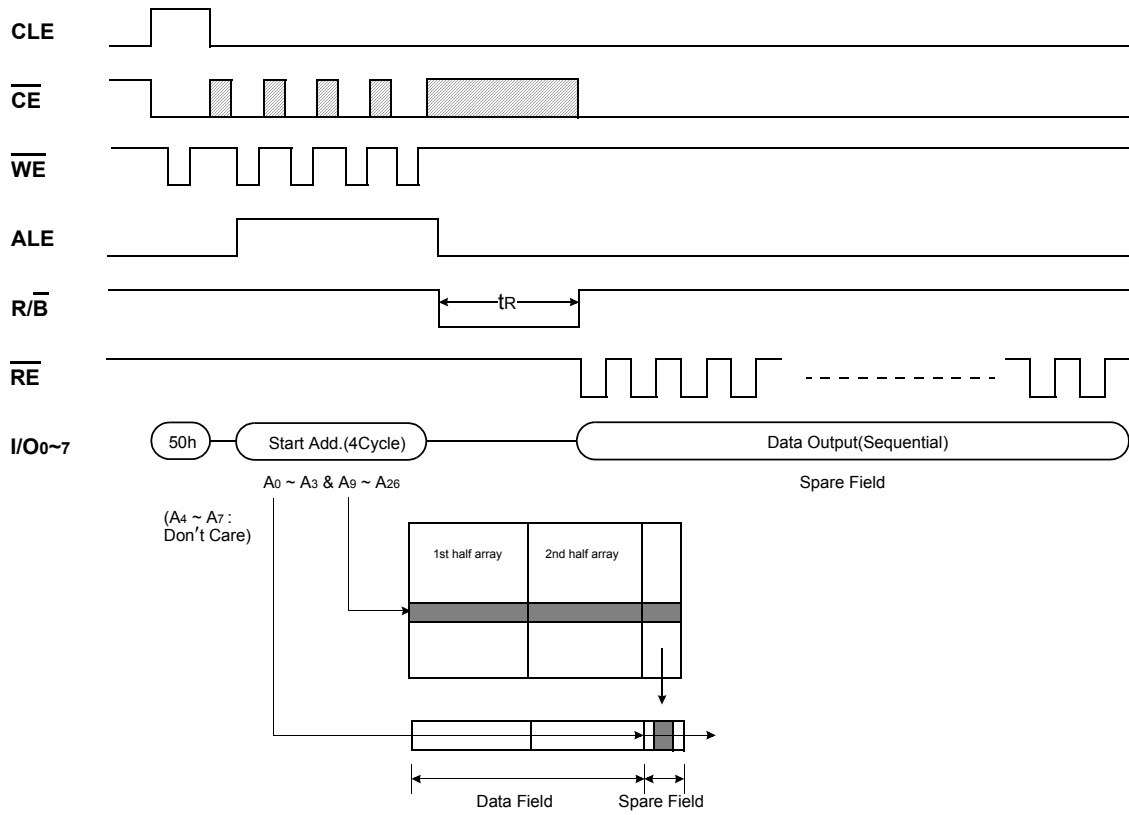 CLE
CE
WE
ALE
R/B
tR
RE
I/O0~7
50h
Start Add.(4Cycle)
Data Output(Sequential)
A0 ~ A3 & A9 ~ A26
Spare Field
(A4 ~ A7 :
Don't Care)
1st half array
2nd half array
Data Field
Spare Field